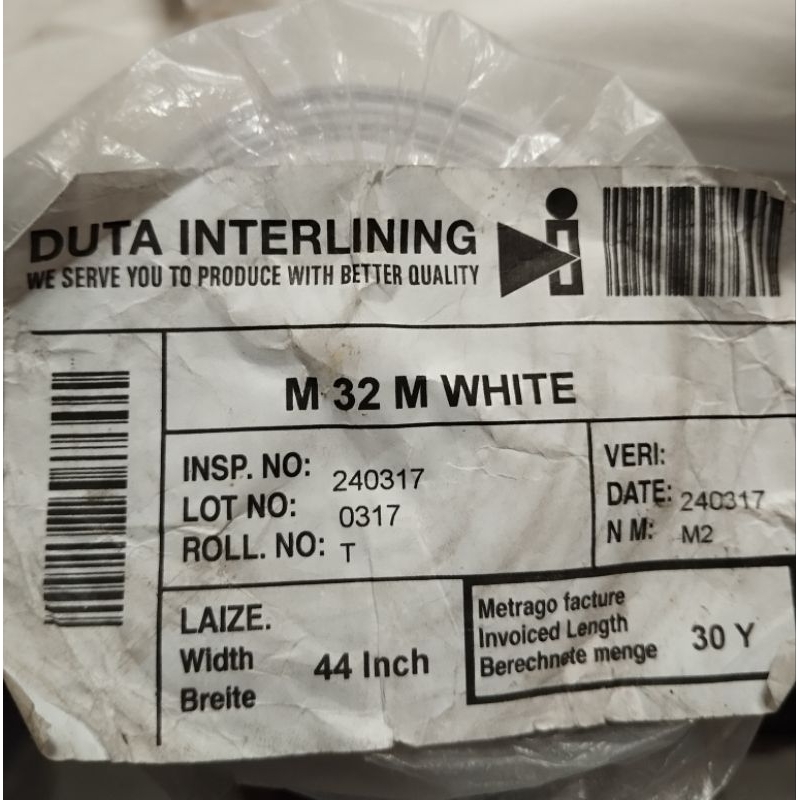 DUTA INTERLINING
WE SERVE YOU TO PRODUCE WITH BETTER QUALITY
M 32 M WHITE
INSP. NO: 240317
LOT NO: 0317
ROLL. NO: T
VERI:
DATE: 240317
N M: M2
LAIZE.
Width 44 Inch
Breite
Metrago facture
Invoiced Length 30 Y
Berechnete menge